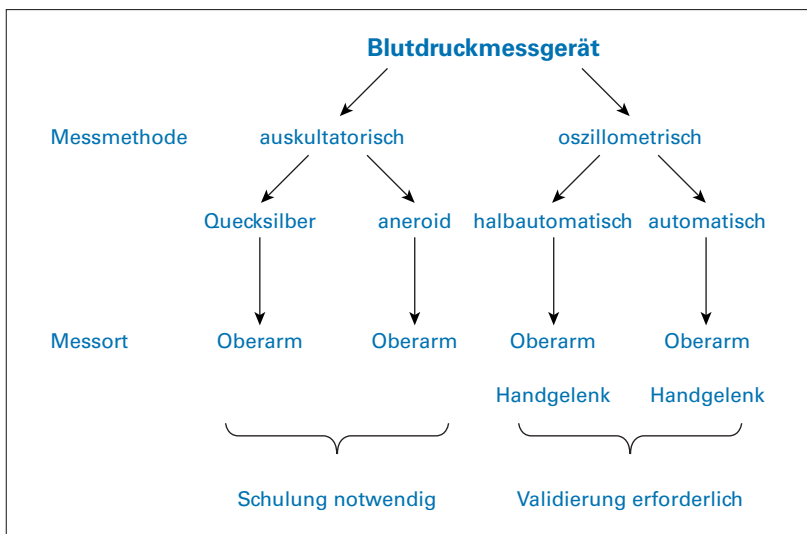 Blutdruckmessgerät
Messmethode auskultatorisch oszillometrisch
Quecksilber aneroid halbautomatisch automatisch
Messort Oberarm Oberarm Oberarm Oberarm
Handgelenk Handgelenk
Schulung notwendig Validierung erforderlich